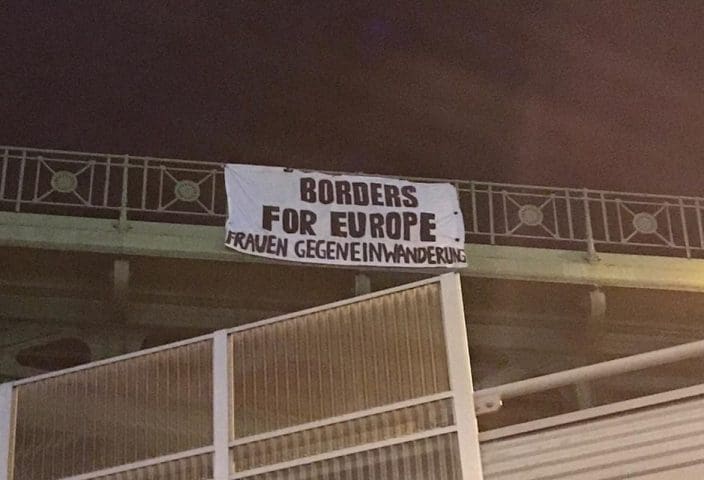 BORDERS
FOR EUROPE
FRAUEN GEGENEINWANDERUNG